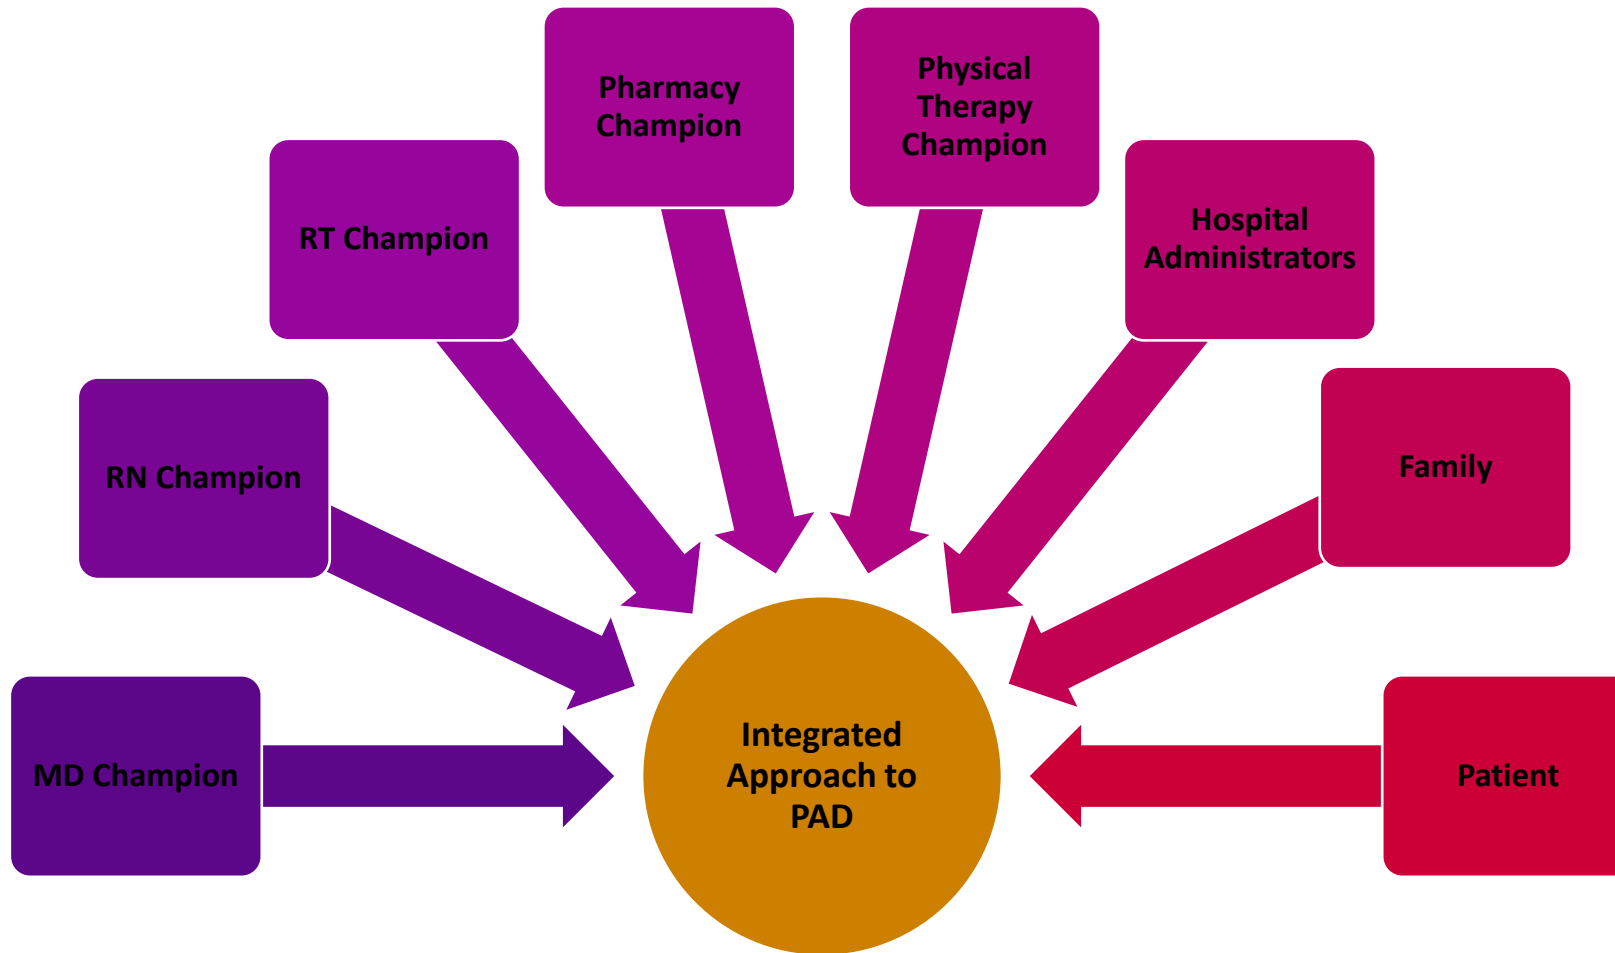 Pharmacy
Champion
Physical
Therapy
Champion
RT Champion
Hospital
Administrators
RN Champion
Family
MD Champion
Integrated
Approach to
PAD
Patient